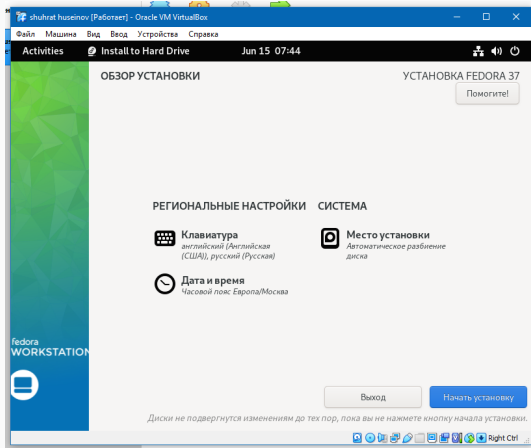 shuhrat huseinov [Работает] - Oracle VM VirtualBox
Файл Машина Вид Ввод Устройства Справка
Activities Install to Hard Drive Jun 15 07:44
ОБЗОР УСТАНОВКИ
УСТАНОВКА FEDORA 37
Помогите!
РЕГИОНАЛЬНЫЕ НАСТРОЙКИ
СИСТЕМА
Клавиатура
английский (Английская
(США)), русский (Русская)
Место установки
Автоматическое разбиение
диска
Дата и время
Часовой пояс Европа/Москва
fedora
WORKSTATION
Выход
Начать установку
Диски не подвергнутся изменениям до тех пор, пока вы не нажмете кнопку начала установки.
Right Ctrl